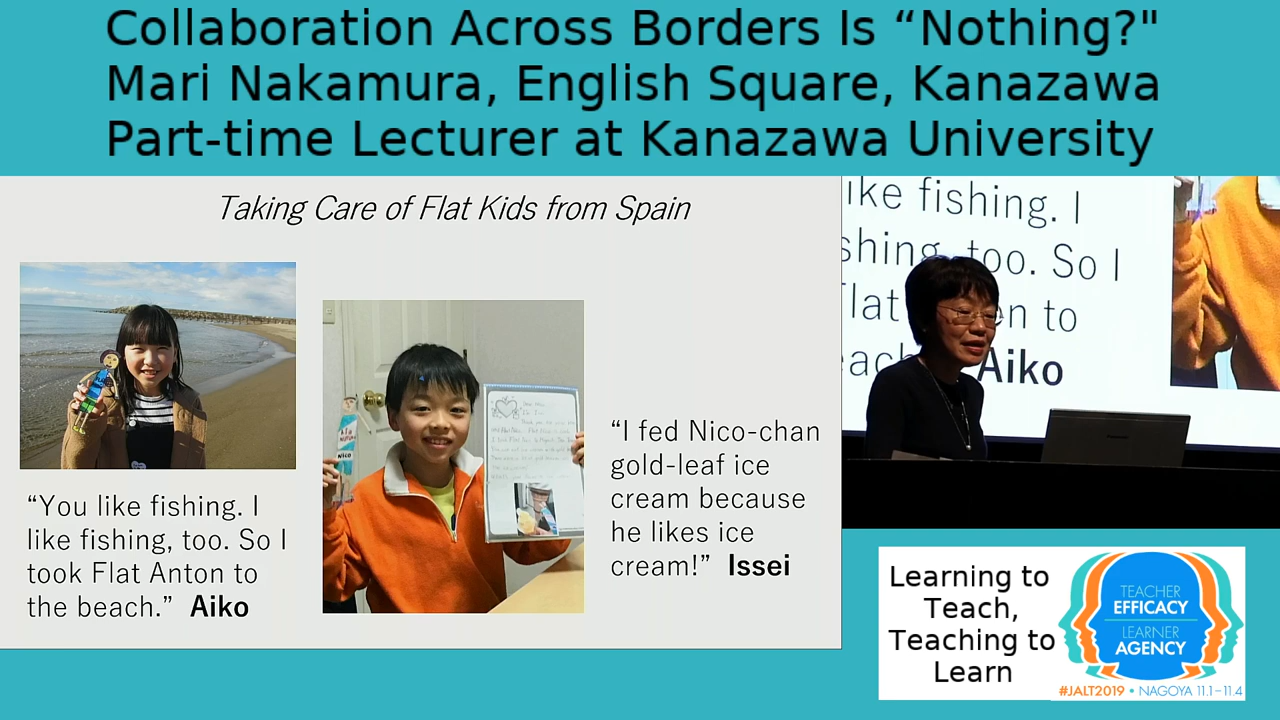 Collaboration Across Borders Is “Nothing?"
Mari Nakamura, English Square, Kanazawa
Part-time Lecturer at Kanazawa University
Taking Care of Flat Kids from Spain
“You like fishing. I
like fishing, too. So I
took Flat Anton to
the beach.” Aiko
Nico
“I fed Nico-chan
gold-leaf ice
cream because
he likes ice
cream!” Issei
like fishing. I
shing, too. So I
Flat en to
each Aiko
Learning to
Teach,
Teaching to
Learn
TEACHER
EFFICACY
LEARNER
AGENCY
#JALT2019 • NAGOYA 11.1–11.4